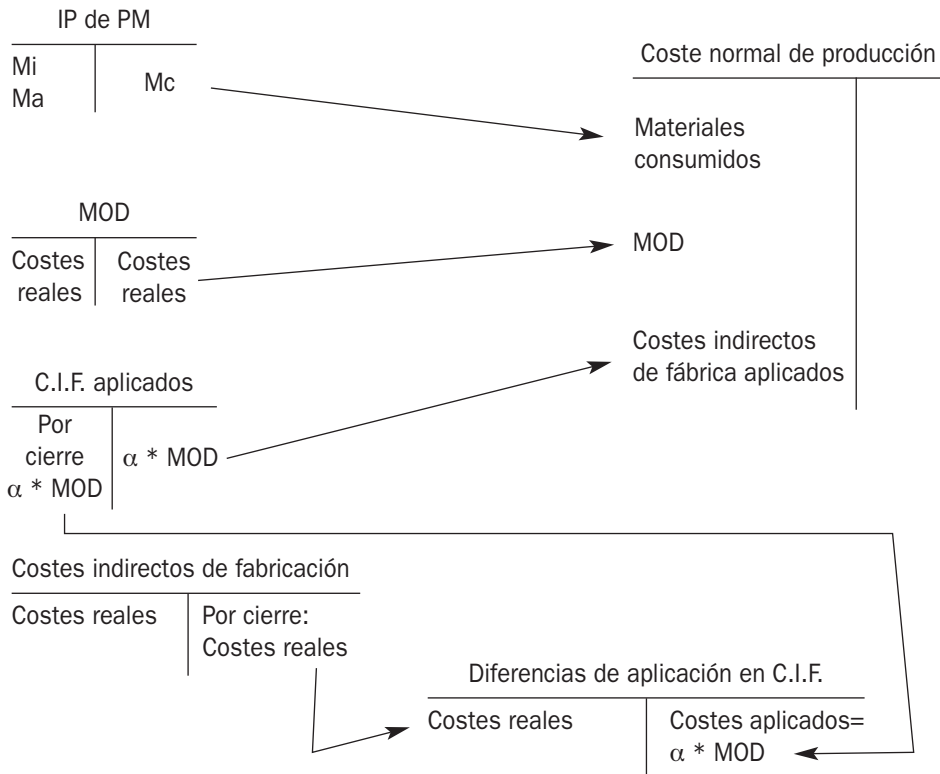 IP de PM
Mi
Ma
Mc
Coste normal de producción
Materiales
consumidos
MOD
Costes
reales
Costes
reales
MOD
Costes indirectos
de fábrica aplicados
C.I.F. aplicados
Por
cierre
α * MOD
α * MOD
Costes indirectos de fabricación
Costes reales
Por cierre:
Costes reales
Diferencias de aplicación en C.I.F.
Costes reales
Costes aplicados=
α * MOD